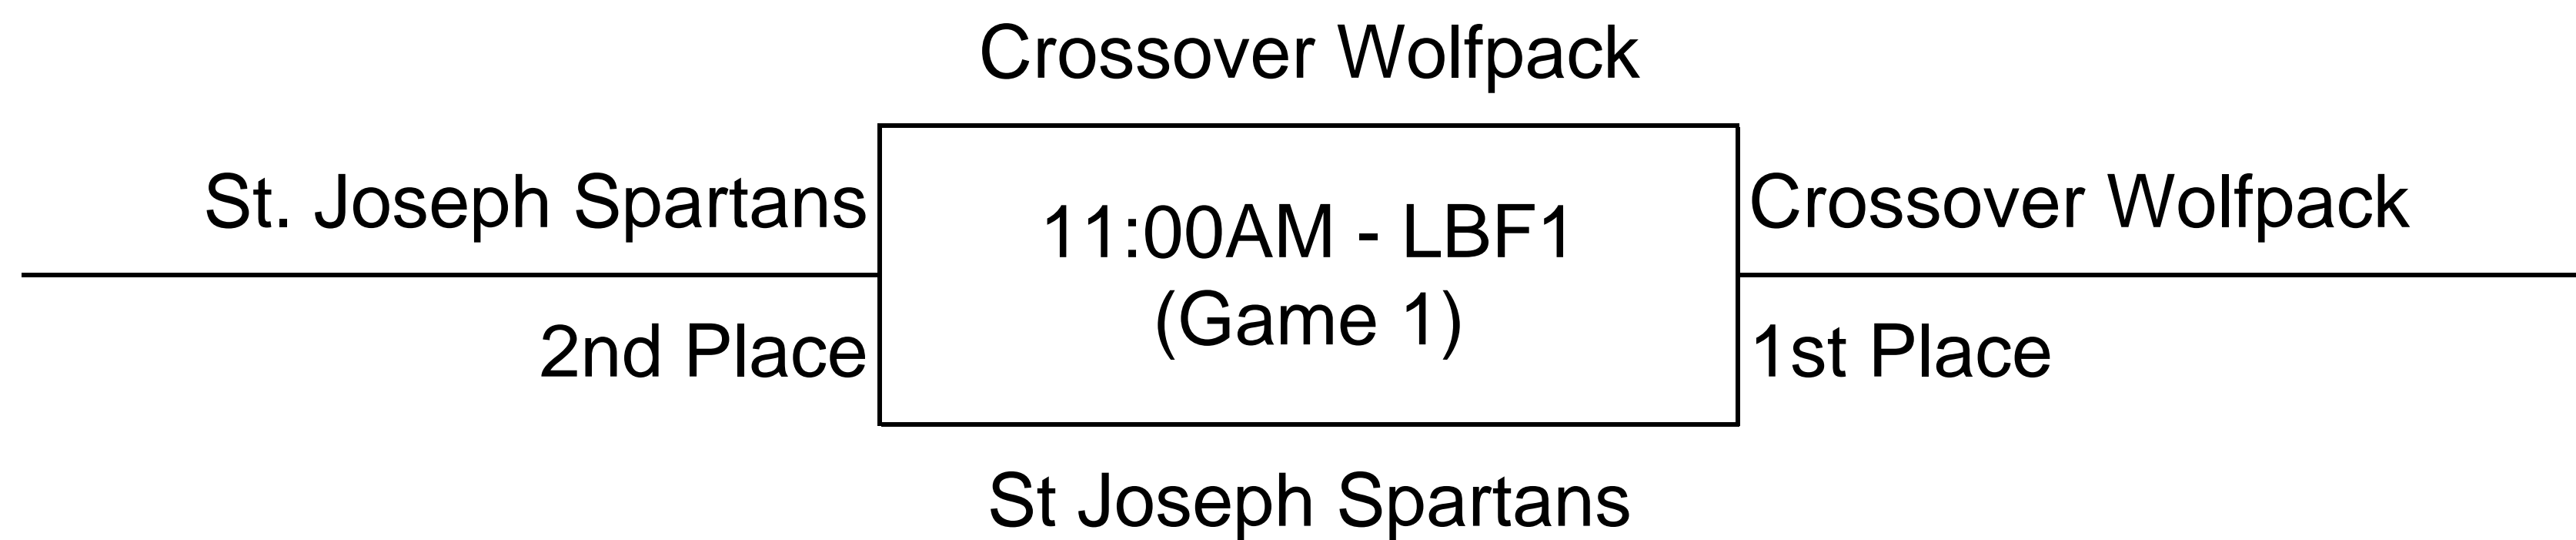 Crossover Wolfpack
St. Joseph Spartans
11:00AM - LBF1
(Game 1)
Crossover Wolfpack
2nd Place
1st Place
St Joseph Spartans